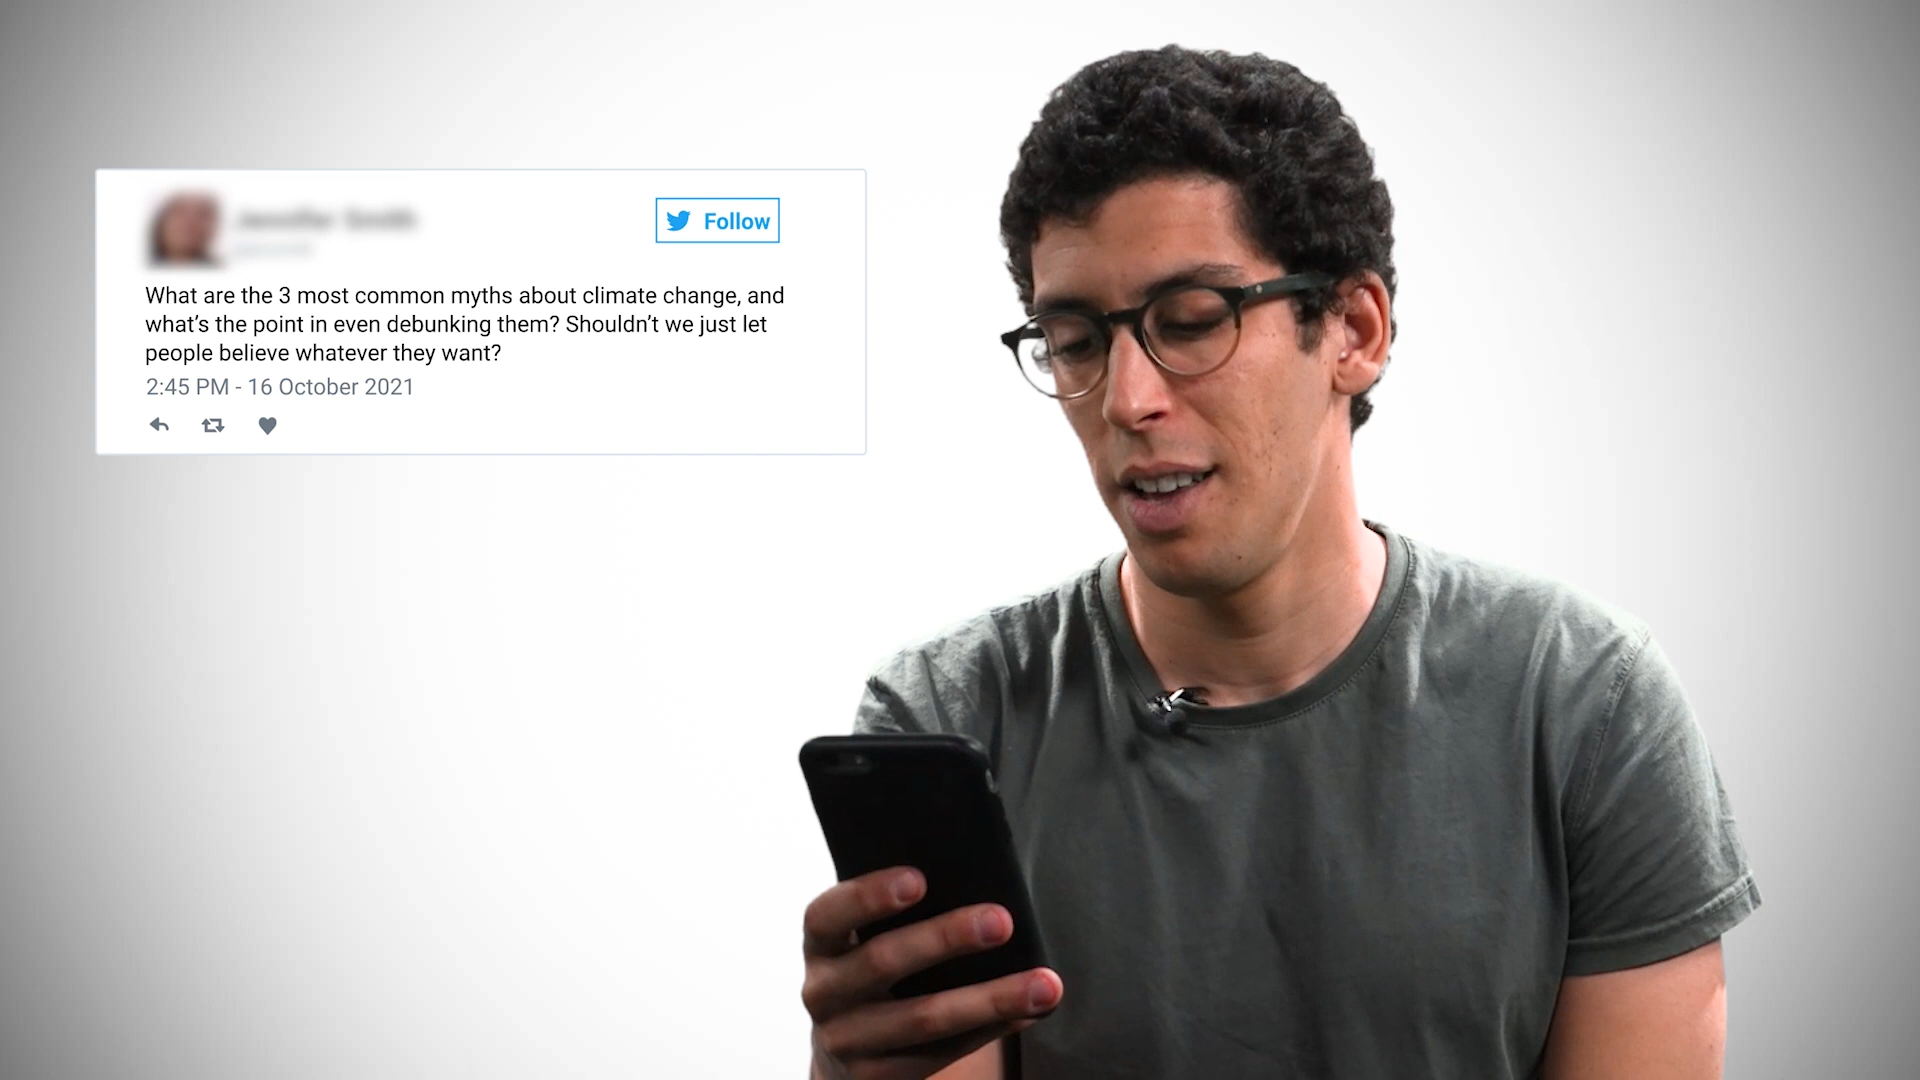 Follow
What are the 3 most common myths about climate change, and
what's the point in even debunking them? Shouldn't we just let
people believe whatever they want?
2:45 PM - 16 October 2021